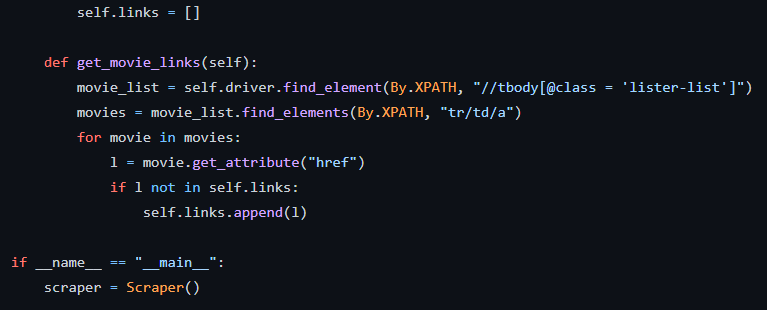 self.links = []
def get_movie_links(self):
movie_list = self.driver.find_element(By.XPATH, "//tbody[@class = 'lister-list']")
movies = movie_list.find_elements(By.XPATH, "tr/td/a")
for movie in movies:
l = movie.get_attribute("href")
if l not in self.links:
self.links.append(l)
if __name__ == "__main__":
scraper = Scraper()